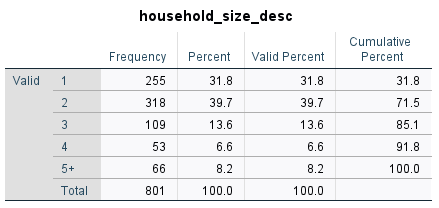 household_size_desc
Frequency Percent Valid Percent Cumulative Percent
Valid 1 255 31.8 31.8 31.8
2 318 39.7 39.7 71.5
3 109 13.6 13.6 85.1
4 53 6.6 6.6 91.8
5+ 66 8.2 8.2 100.0
Total 801 100.0 100.0